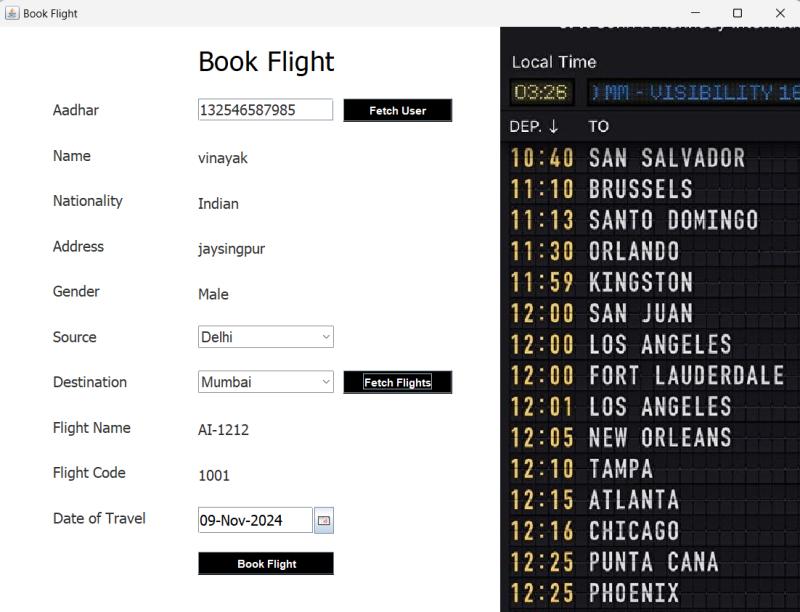 Book Flight
Book Flight
Aadhar 132546587985 Fetch User
Name vinayak
Nationality Indian
Address jaysingpur
Gender Male
Source Delhi
Destination Mumbai Fetch Flights
Flight Name AI-1212
Flight Code 1001
Date of Travel 09-Nov-2024
Book Flight
Local Time
03:26 MM - VISIBILITY
DEP. ↓ TO
10:40 SAN SALVADOR
11:10 BRUSSELS
11:13 SANTO DOMINGO
11:30 ORLANDO
11:59 KINGSTON
12:00 SAN JUAN
12:00 LOS ANGELES
12:00 FORT LAUDERDALE
12:01 LOS ANGELES
12:05 NEW ORLEANS
12:10 TAMPA
12:15 ATLANTA
12:16 CHICAGO
12:25 PUNTA CANA
12:25 PHOENIX